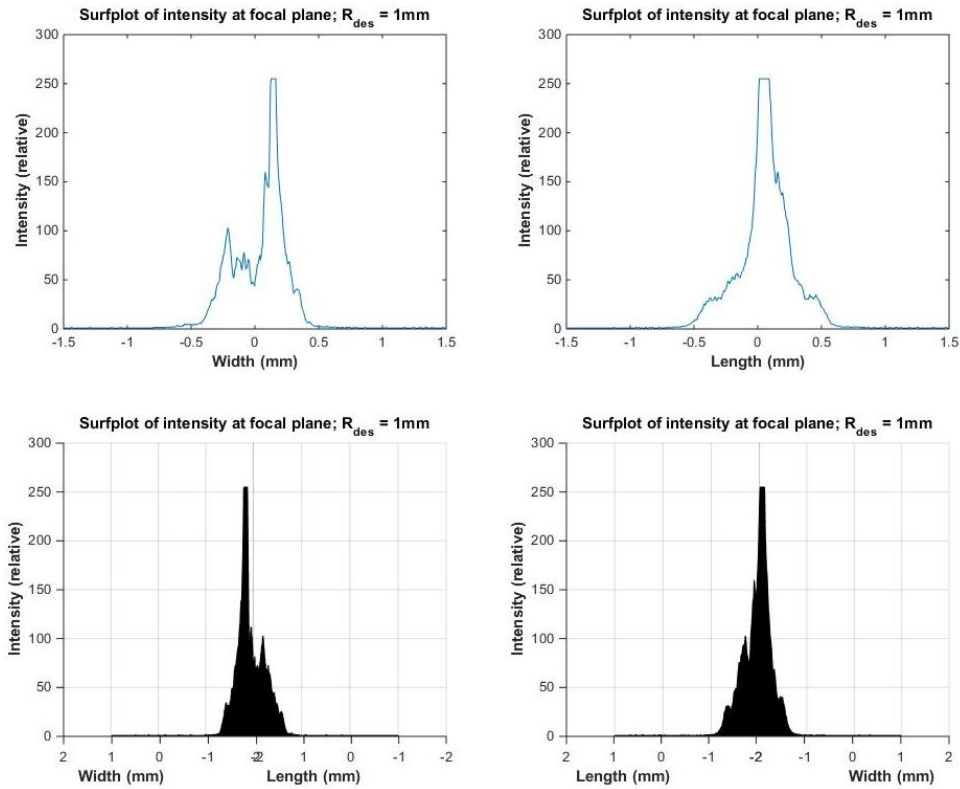 Surfplot of intensity at focal plane; R_des = 1mm
300
250
200
150
100
50
0
Intensity (relative)
-1.5 -1 -0.5 0 0.5 1 1.5
Width (mm)
Surfplot of intensity at focal plane; R_des = 1mm
300
250
200
150
100
50
0
Intensity (relative)
-1.5 -1 -0.5 0 0.5 1 1.5
Length (mm)
Surfplot of intensity at focal plane; R_des = 1mm
300
250
200
150
100
50
0
Intensity (relative)
2 1 0 -1 -2 2 1 0 -1 -2
Width (mm) Length (mm)
Surfplot of intensity at focal plane; R_des = 1mm
300
250
200
150
100
50
0
Intensity (relative)
2 1 0 -1 -2 -1 0 1 2
Length (mm) Width (mm)